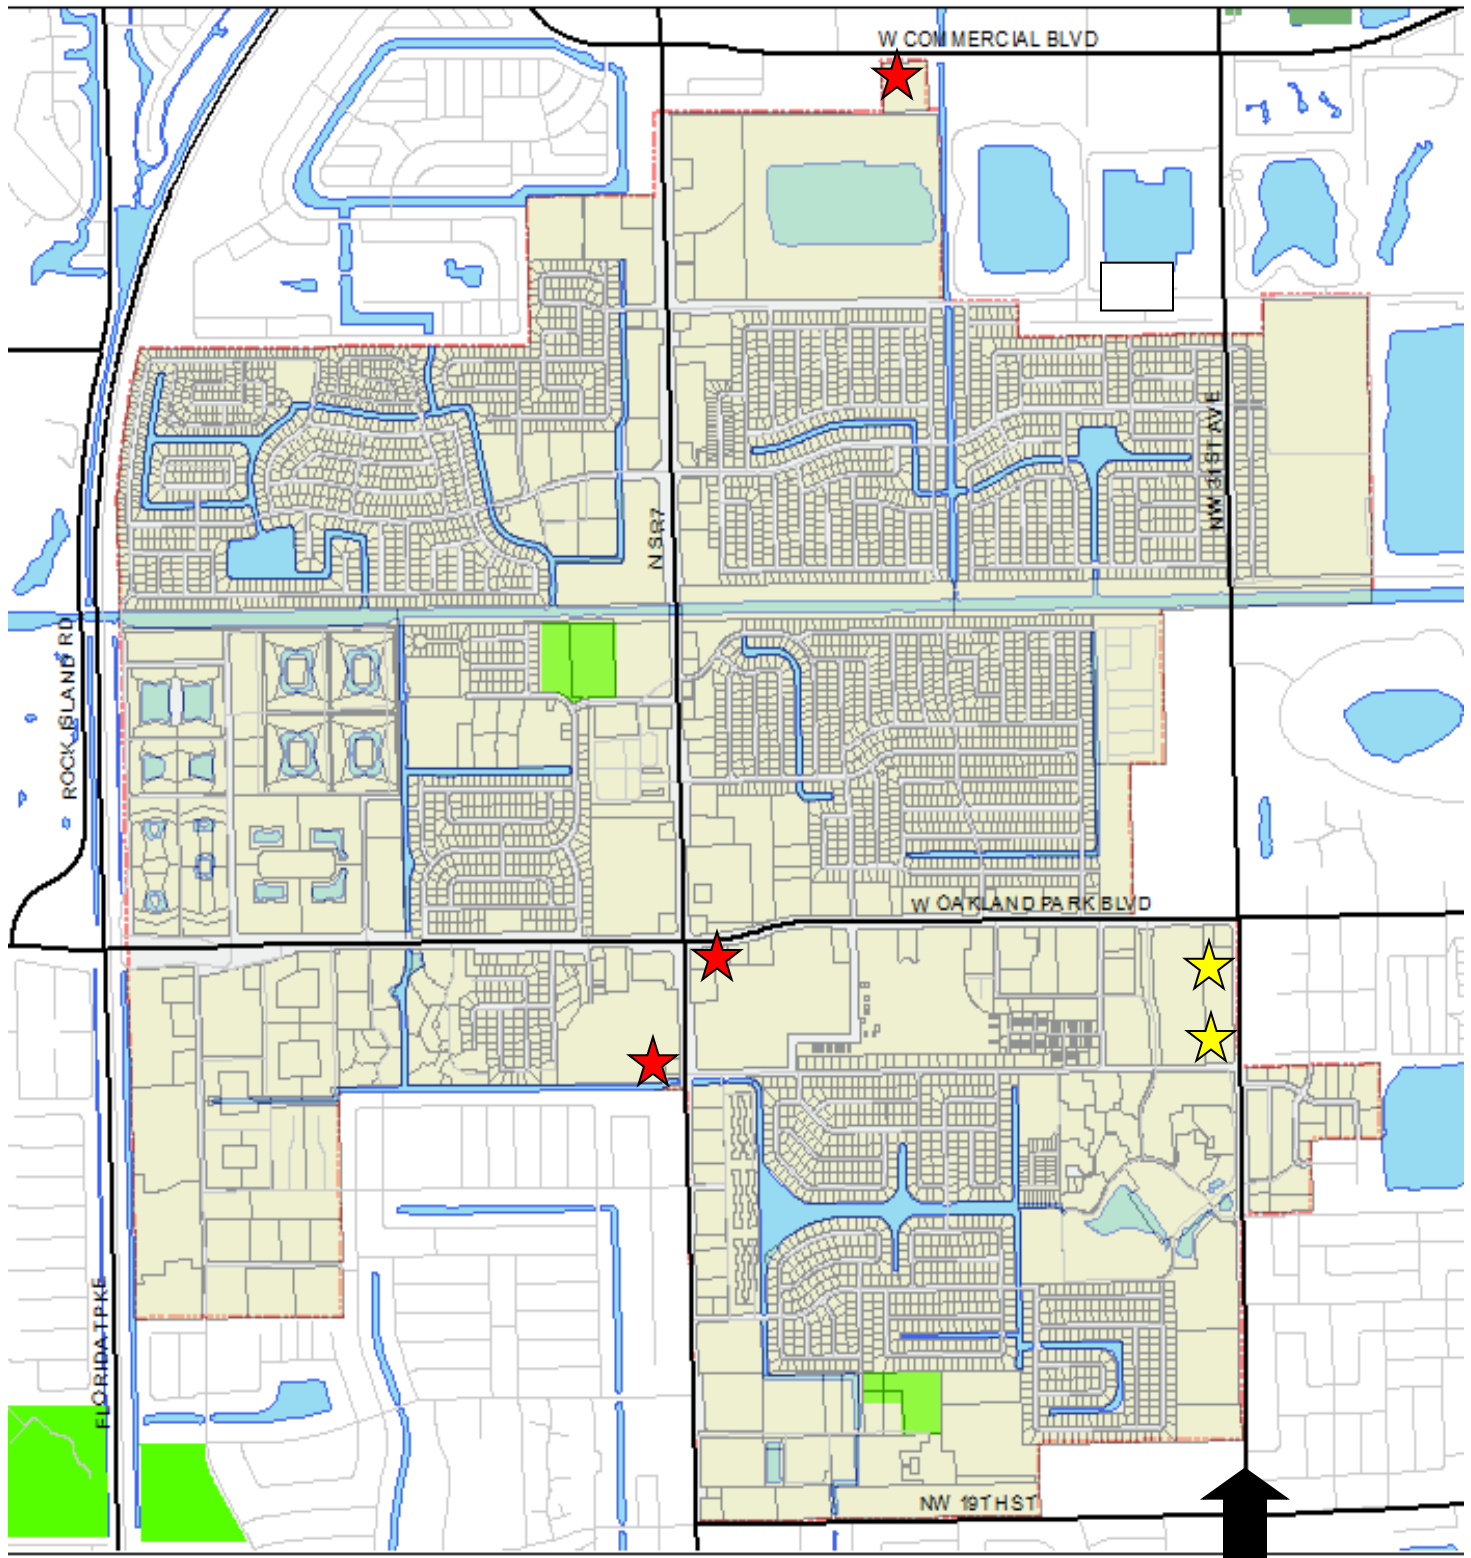 W COMMERCIAL BLVD
NW 31ST AVE
N SR7
ROCK ISLAND RD
W OAKLAND PARK BLVD
FLORIDA TPKE
NW 19TH ST